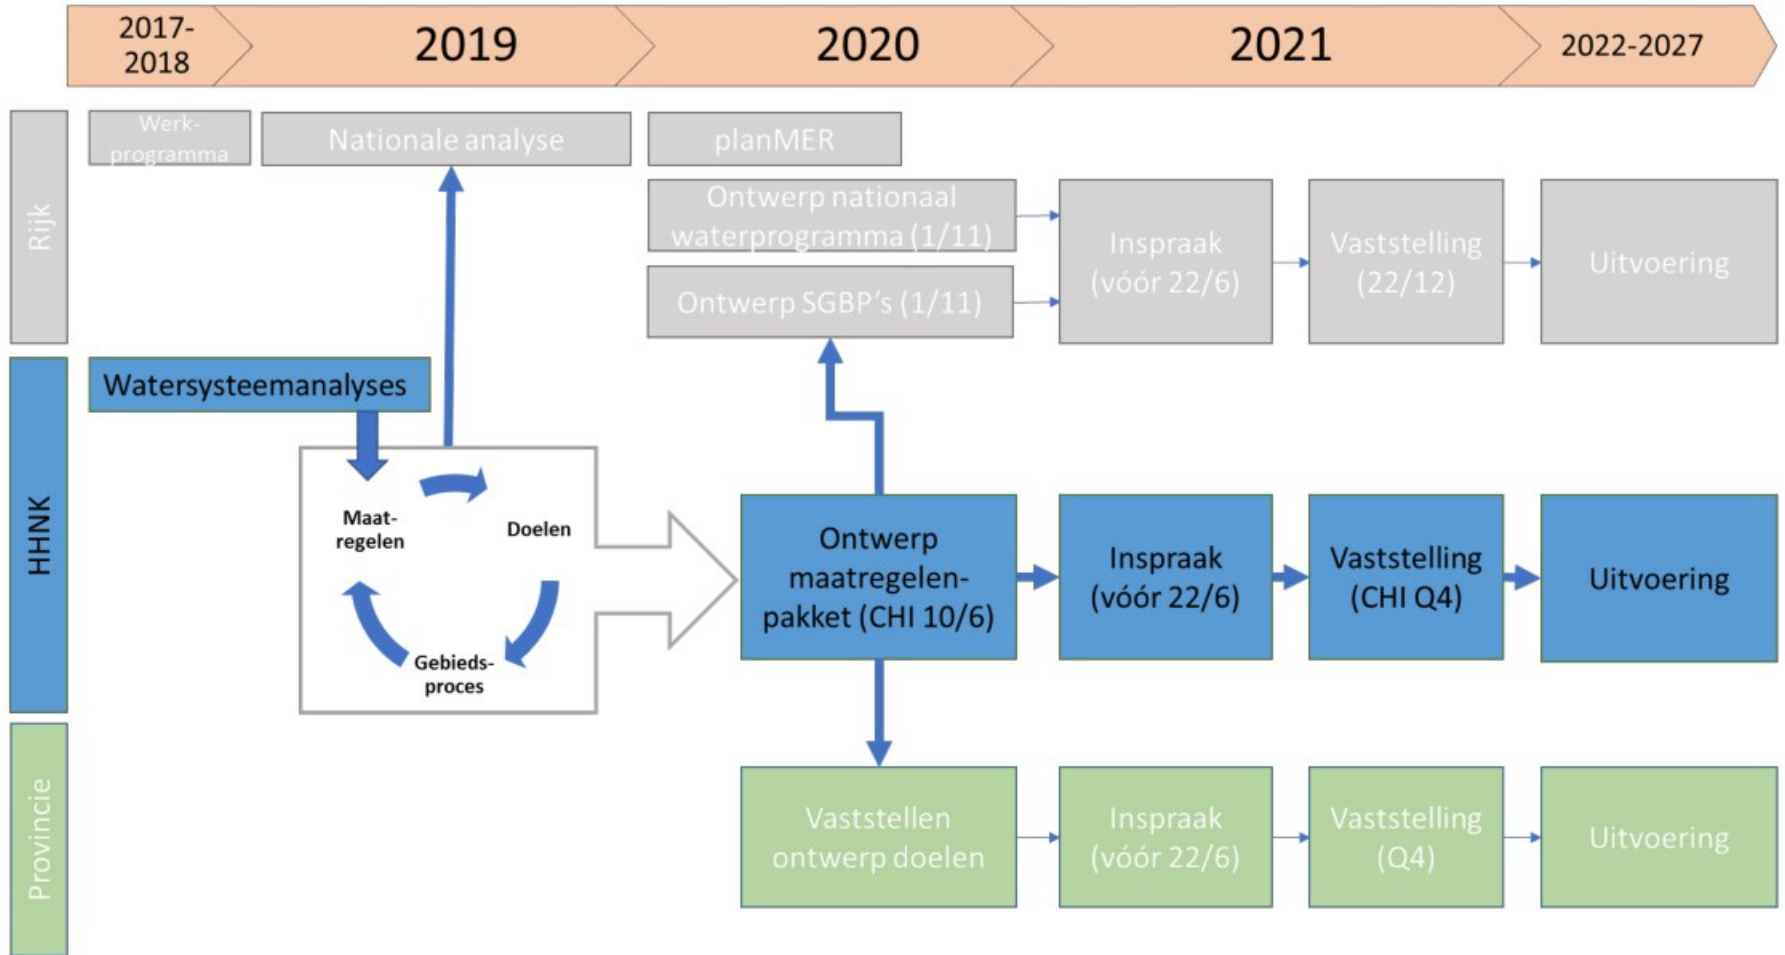 2017-
2018
2019
2020
2021
2022-2027
Rijk
Werk-
programma
Nationale analyse
planMER
Ontwerp nationaal
waterprogramma (1/11)
Ontwerp SGBP's (1/11)
Inspraak
(vóór 22/6)
Vaststelling
(22/12)
Uitvoering
HHNK
Watersysteemanalyses
Maat-
regelen
Doelen
Gebieds-
proces
Ontwerp
maatregelen-
pakket (CHI 10/6)
Inspraak
(vóór 22/6)
Vaststelling
(CHI Q4)
Uitvoering
Provincie
Vaststellen
ontwerp doelen
Inspraak
(vóór 22/6)
Vaststelling
(Q4)
Uitvoering